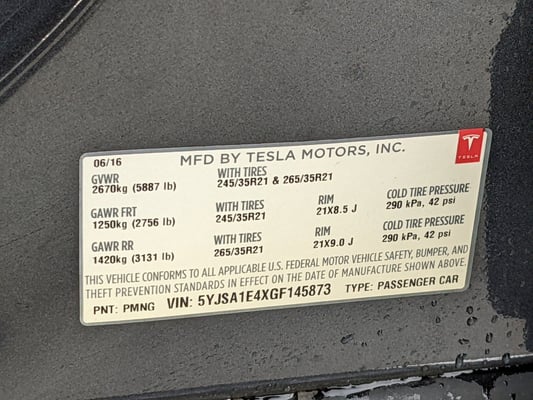 06/16 MFD BY TESLA MOTORS, INC.
TESLA
GVWR WITH TIRES
2670kg (5887 lb) 245/35R21 & 265/35R21
GAWR FRT WITH TIRES RIM COLD TIRE PRESSURE
1250kg (2756 lb) 245/35R21 21X8.5 J 290 kPa, 42 psi
GAWR RR WITH TIRES RIM COLD TIRE PRESSURE
1420kg (3131 lb) 265/35R21 21X9.0 J 290 kPa, 42 psi
THIS VEHICLE CONFORMS TO ALL APPLICABLE U.S. FEDERAL MOTOR VEHICLE SAFETY, BUMPER, AND
THEFT PREVENTION STANDARDS IN EFFECT ON THE DATE OF MANUFACTURE SHOWN ABOVE.
PNT: PMNG VIN: 5YJSA1E4XGF145873 TYPE: PASSENGER CAR